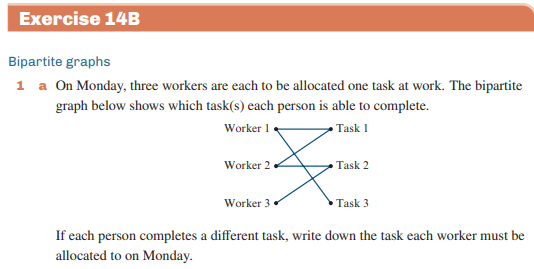 Exercise 14B
Bipartite graphs
1 a On Monday, three workers are each to be allocated one task at work. The bipartite
graph below shows which task(s) each person is able to complete.
Worker 1 Task 1
Worker 2 Task 2
Worker 3 Task 3
If each person completes a different task, write down the task each worker must be
allocated to on Monday.